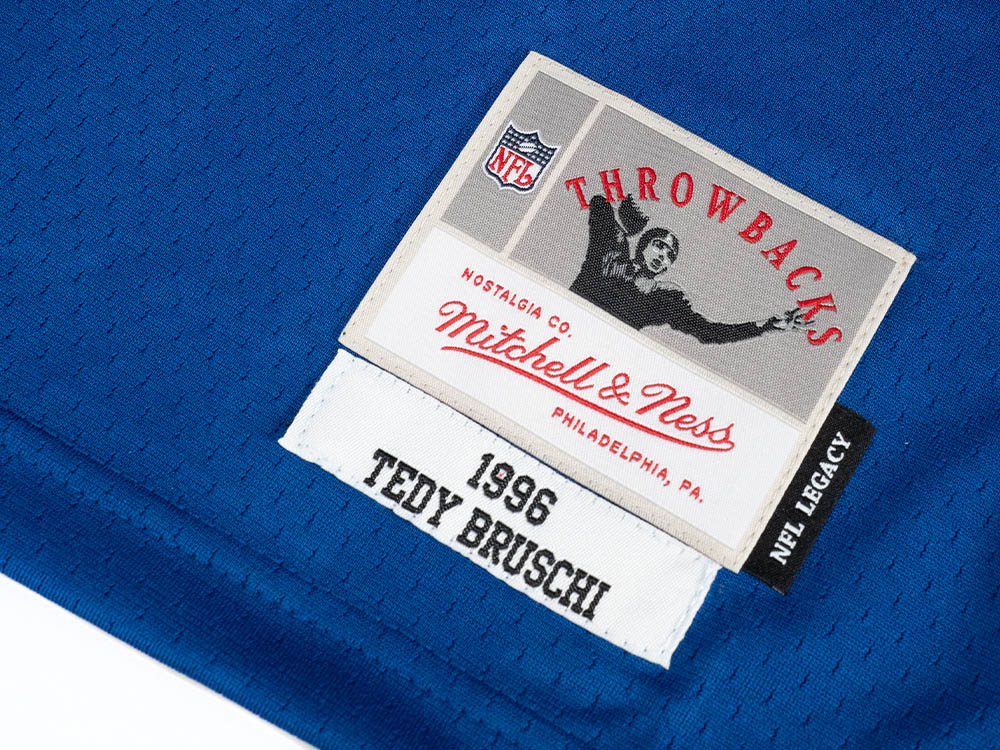 NFL
THROWBACKS
NOSTALGIA CO.
Mitchell & Ness
PHILADELPHIA, PA.
NFL LEGACY
1996
TEDY BRUSCHI